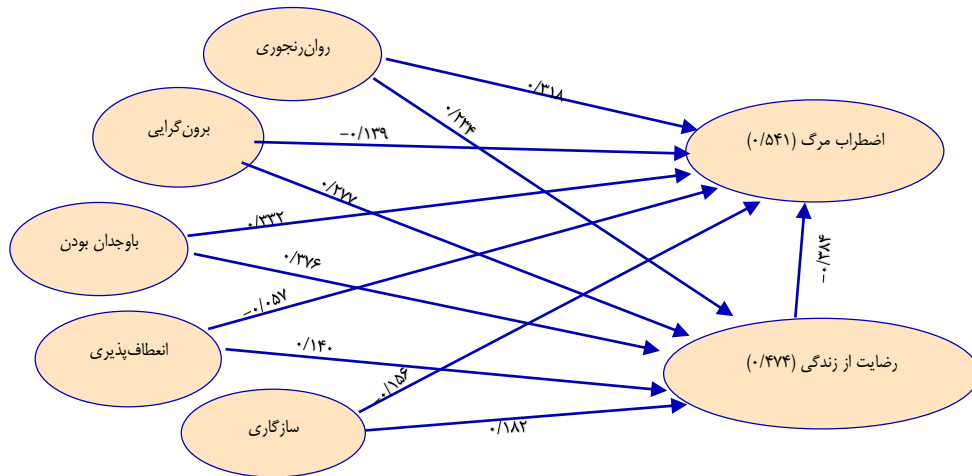 روان‌رنجوری
برون‌گرایی
باوجدان بودن
انعطاف‌پذیری
سازگاری
اضطراب مرگ (۰/۵۴۱)
رضایت از زندگی (۰/۴۷۴)
۰/۳۱۸
۰/۲۳۴
−۰/۱۳۹
۰/۲۷۷
۰/۳۳۲
۰/۳۷۶
−۰/۰۵۷
۰/۱۴۰
−۰/۱۵۶
۰/۱۸۲
−۰/۳۸۴